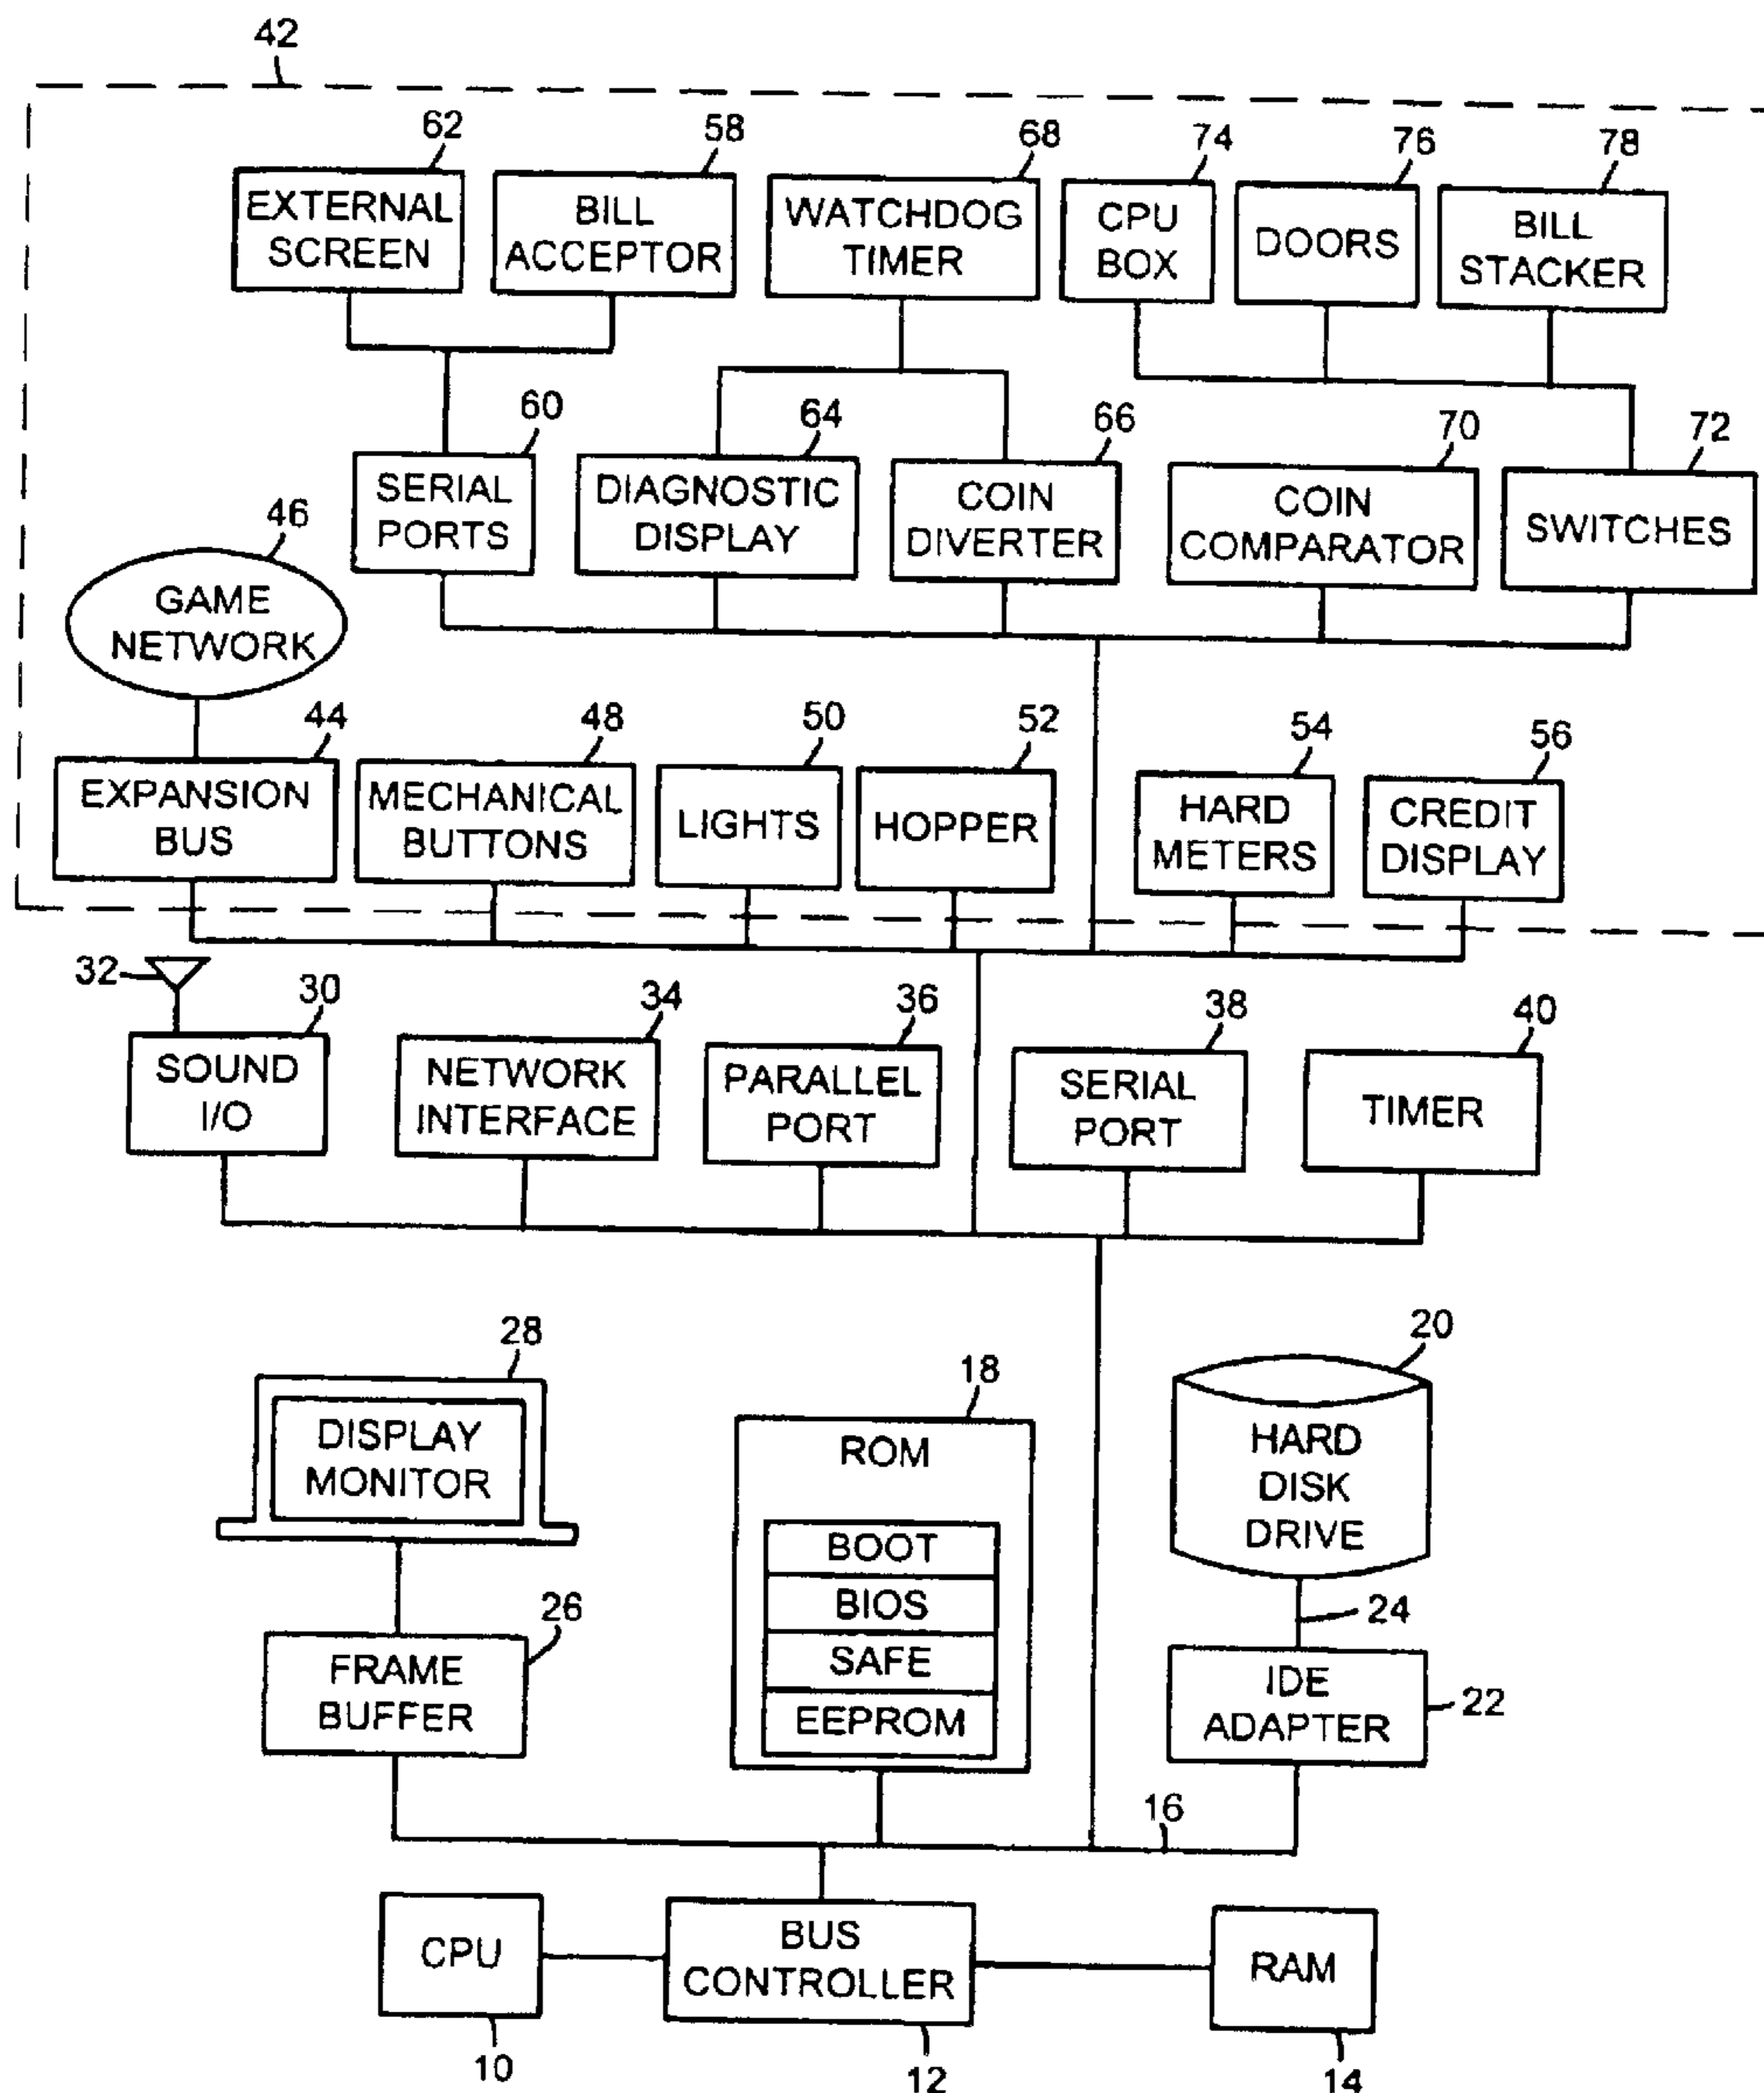 42
62
58
68
74
76
78
EXTERNAL
SCREEN
BILL
ACCEPTOR
WATCHDOG
TIMER
CPU
BOX
DOORS
BILL
STACKER
60
64
66
70
72
SERIAL
PORTS
DIAGNOSTIC
DISPLAY
COIN
DIVERTER
COIN
COMPARATOR
SWITCHES
46
GAME
NETWORK
44
48
50
52
54
56
EXPANSION
BUS
MECHANICAL
BUTTONS
LIGHTS
HOPPER
HARD
METERS
CREDIT
DISPLAY
32
30
34
36
38
40
SOUND
I/O
NETWORK
INTERFACE
PARALLEL
PORT
SERIAL
PORT
TIMER
28
18
20
DISPLAY
MONITOR
ROM
BOOT
BIOS
SAFE
EEPROM
HARD
DISK
DRIVE
24
26
FRAME
BUFFER
IDE
ADAPTER
22
16
CPU
BUS
CONTROLLER
RAM
10
12
14